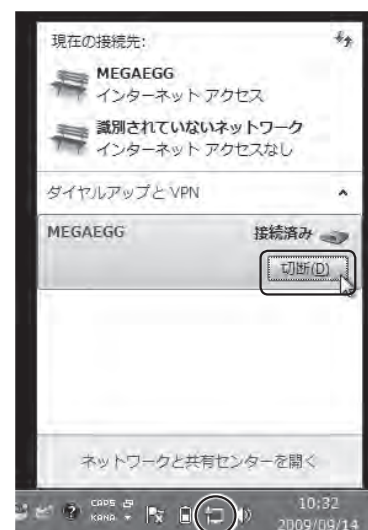 現在の接続先:
MEGAEGG
インターネット アクセス
識別されていないネットワーク
インターネット アクセスなし
ダイヤルアップと VPN
MEGAEGG 接続済み
切断(D)
ネットワークと共有センターを開く
CAPS
KANA
10:32
2009/09/14